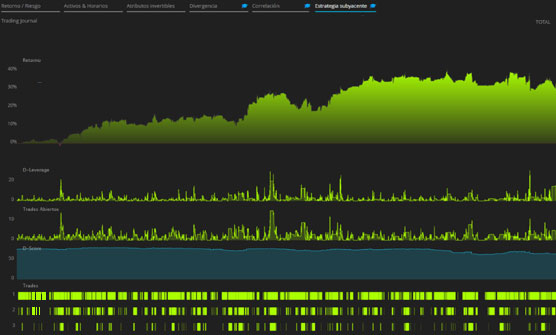 Retorno / Riesgo Activos & Horarios Atributos invertibles Divergencia Correlación Estrategia subyacente
Trading Journal
TOTAL
Retorno
40%
30%
20%
10%
0%
D-Leverage
20
0
Trades Abiertos
10
0
D-Score
50
0
Trades
1
2
3